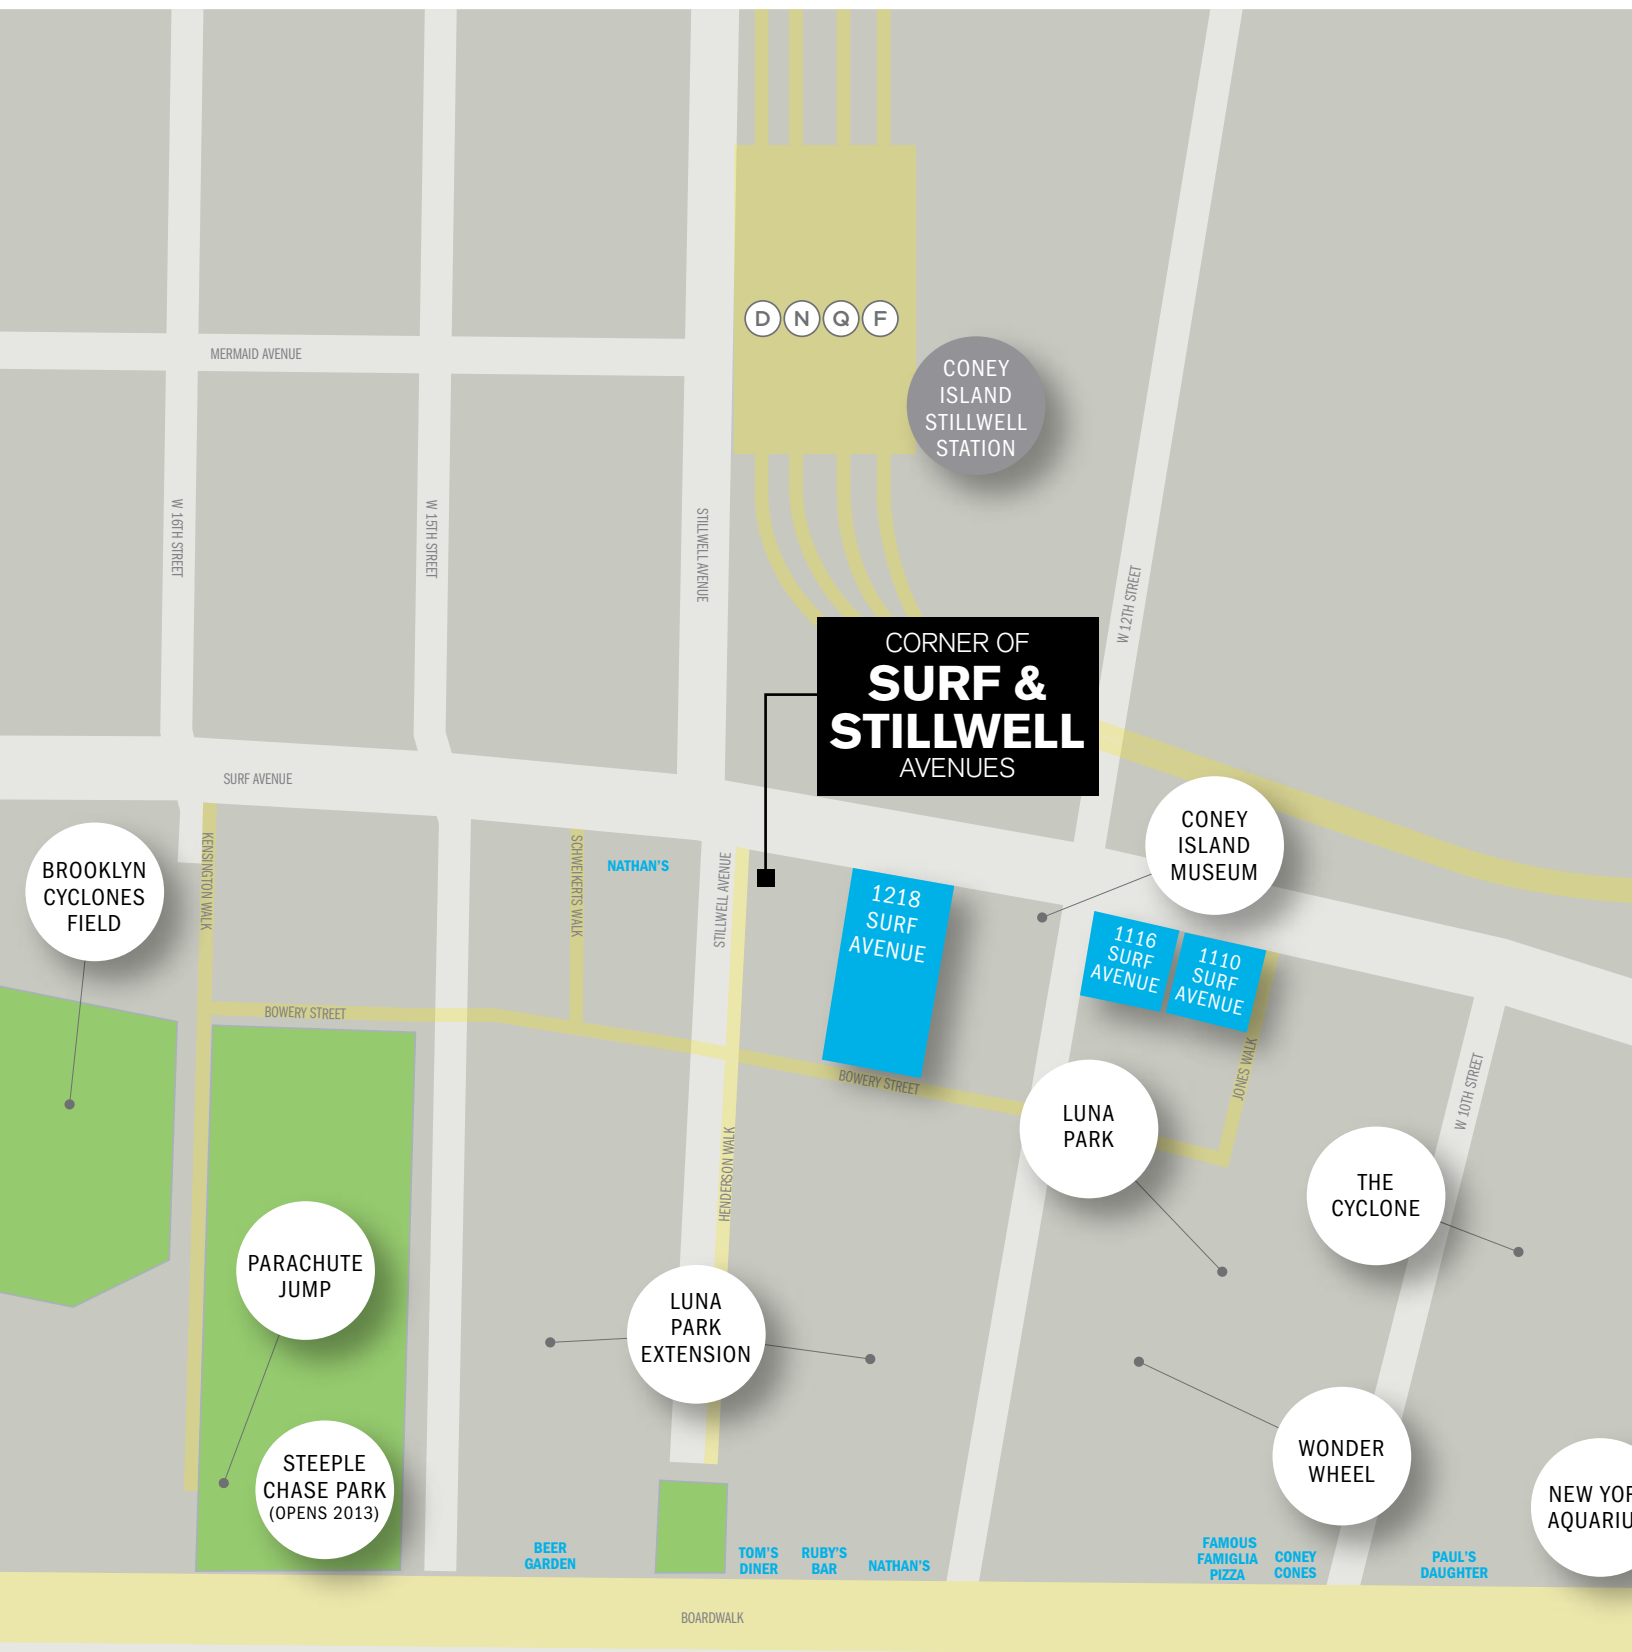 D N Q F
CONEY
ISLAND
STILLWELL
STATION
MERMAID AVENUE
W 16TH STREET
W 15TH STREET
STILLWELL AVENUE
W 12TH STREET
CORNER OF
SURF &
STILLWELL
AVENUES
SURF AVENUE
CONEY
ISLAND
MUSEUM
BROOKLYN
CYCLONES
FIELD
KENSINGTON WALK
SCHWEIKERTS WALK
NATHAN'S
STILLWELL AVENUE
1218
SURF
AVENUE
1116
SURF
AVENUE
1110
SURF
AVENUE
BOWERY STREET
BOWERY STREET
JONES WALK
W 10TH STREET
LUNA
PARK
HENDERSON WALK
THE
CYCLONE
PARACHUTE
JUMP
LUNA
PARK
EXTENSION
STEEPLE
CHASE PARK
(OPENS 2013)
WONDER
WHEEL
NEW YOR
AQUARIU
BEER
GARDEN
TOM'S
DINER
RUBY'S
BAR
NATHAN'S
FAMOUS
FAMIGLIA
PIZZA
CONEY
CONES
PAUL'S
DAUGHTER
BOARDWALK